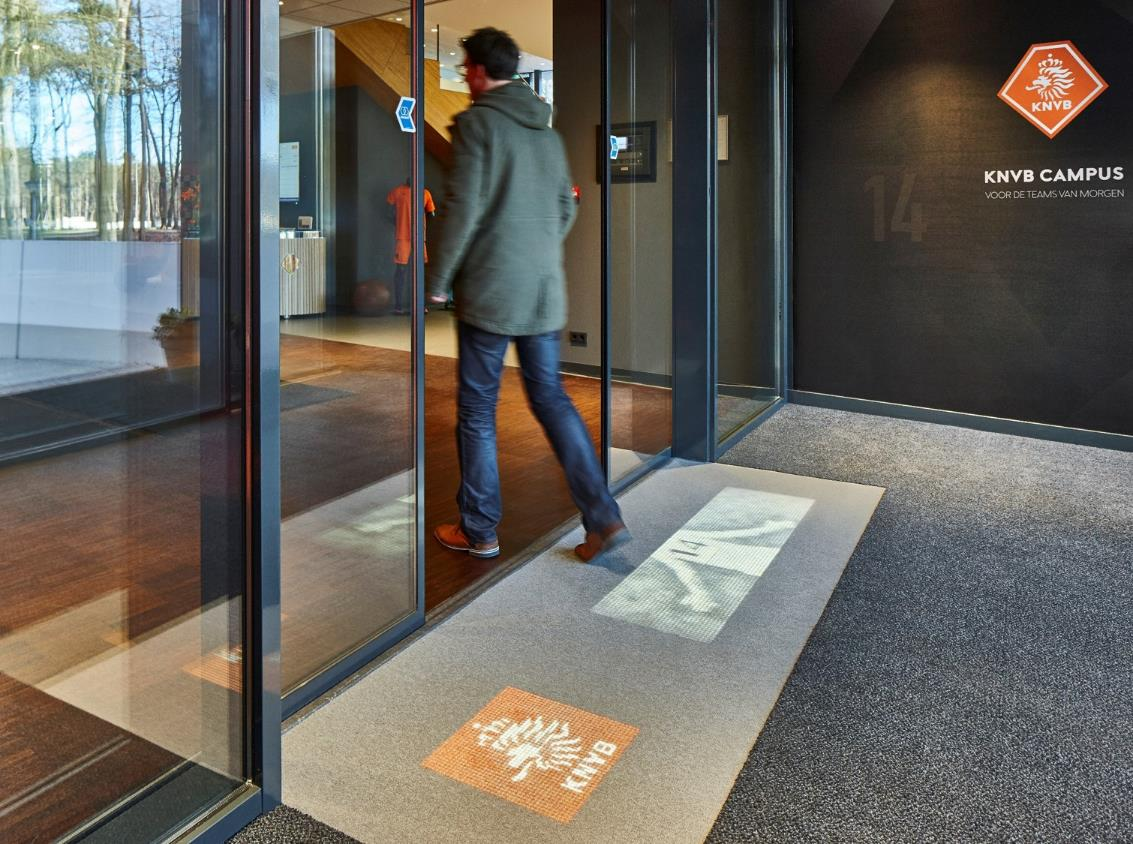 KNVB
KNVB CAMPUS
VOOR DE TEAMS VAN MORGEN
14
14
KNVB